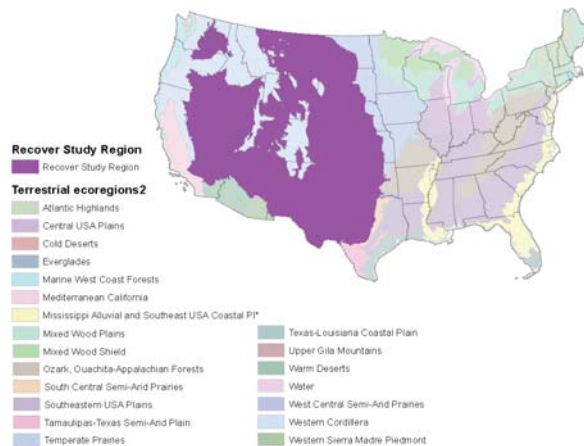 Recover Study Region
Recover Study Region
Terrestrial ecoregions2
Atlantic Highlands
Central USA Plains
Cold Deserts
Everglades
Marine West Coast Forests
Mediterranean California
Mississippi Alluvial and Southeast USA Coastal Pl*
Mixed Wood Plains
Mixed Wood Shield
Ozark, Ouachita-Appalachian Forests
South Central Semi-Arid Prairies
Southeastern USA Plains
Tamaulipas-Texas Semi-Arid Plain
Temperate Prairies
Texas-Louisiana Coastal Plain
Upper Gila Mountains
Warm Deserts
Water
West Central Semi-Arid Prairies
Western Cordillera
Western Sierra Madre Piedmont